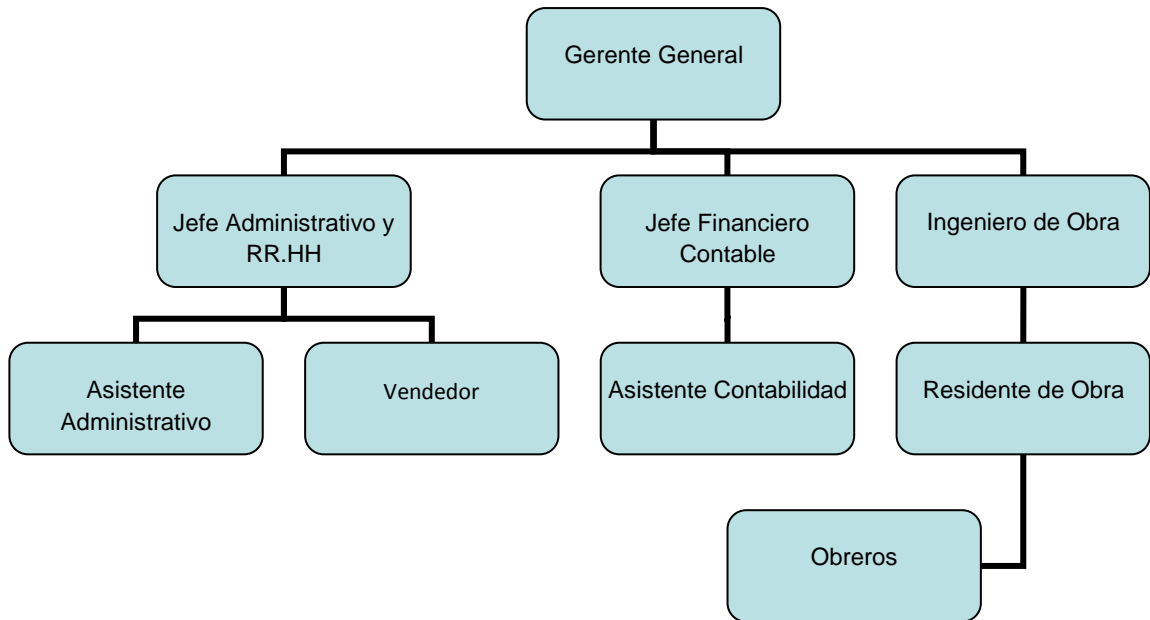 Gerente General
Jefe Administrativo y
RR.HH
Jefe Financiero
Contable
Ingeniero de Obra
Asistente
Administrativo
Vendedor
Asistente Contabilidad
Residente de Obra
Obreros